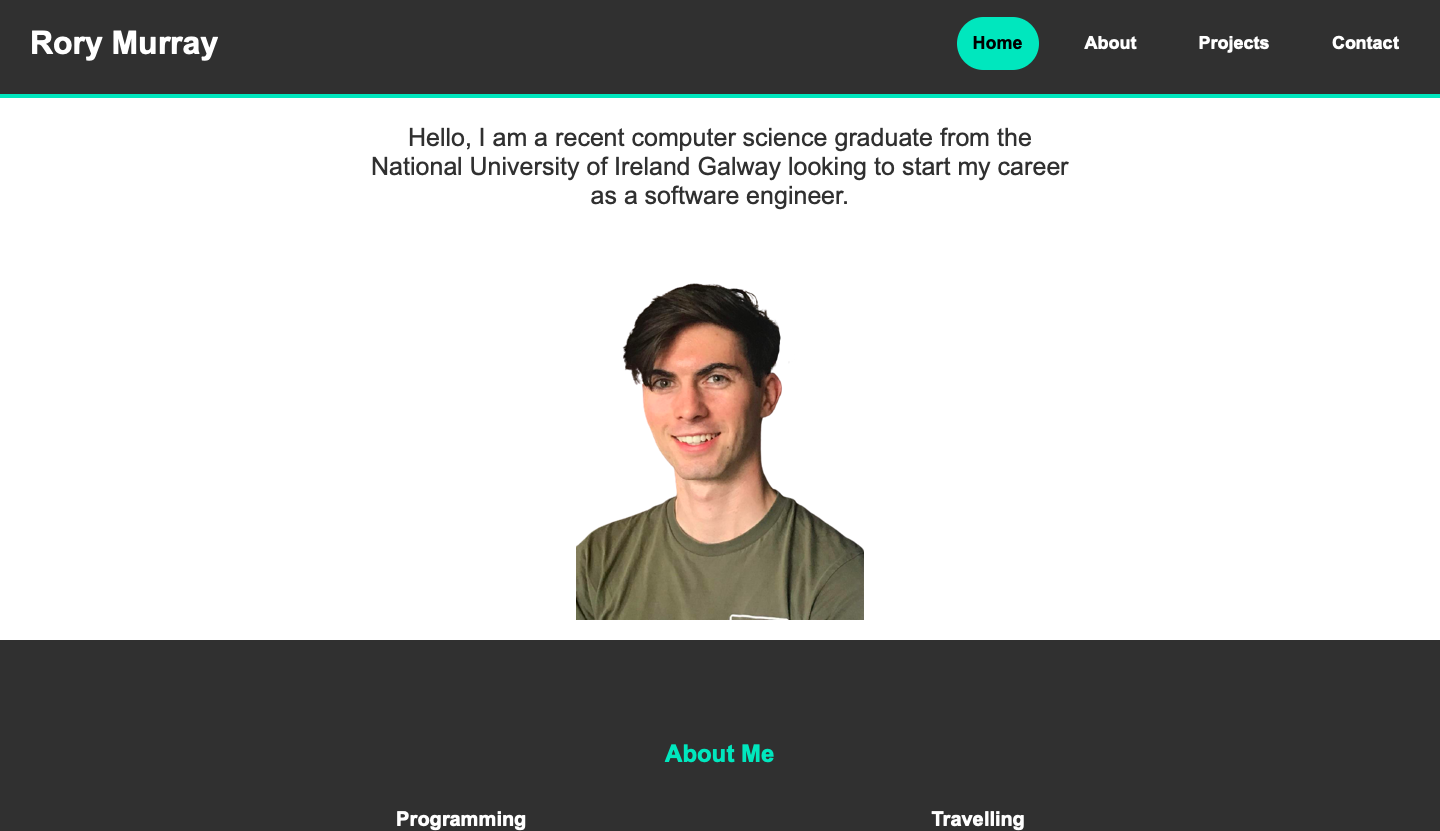 Rory Murray
Home
About
Projects
Contact
Hello, I am a recent computer science graduate from the
National University of Ireland Galway looking to start my career
as a software engineer.
About Me
Programming
Travelling